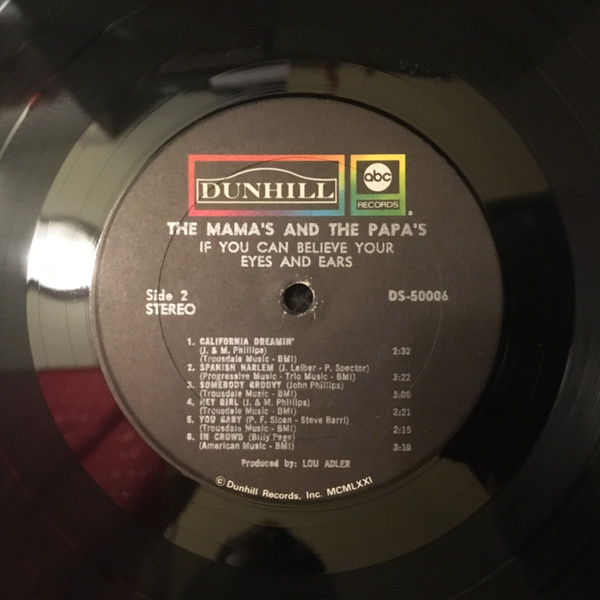 DUNHILL
abc
RECORDS
THE MAMA'S AND THE PAPA'S
IF YOU CAN BELIEVE YOUR
EYES AND EARS
Side 2
STEREO
DS-50006
1. CALIFORNIA DREAMIN'
(J. & M. Phillips)
(Trousdale Music - BMI) 2:32
2. SPANISH HARLEM (J. Leiber - P. Spector)
(Progressive Music - Trio Music - BMI) 3:22
3. SOMEBODY GROOVY (John Phillips)
(Trousdale Music - BMI) 3:05
4. HEY GIRL (J. & M. Phillips)
(Trousdale Music - BMI) 2:21
5. YOU BABY (P. F. Sloan - Steve Barri)
(Trousdale Music - BMI) 2:15
6. IN CROWD (Billy Page)
(American Music - BMI) 3:19
Produced by: LOU ADLER
© Dunhill Records, Inc. MCMLXXI